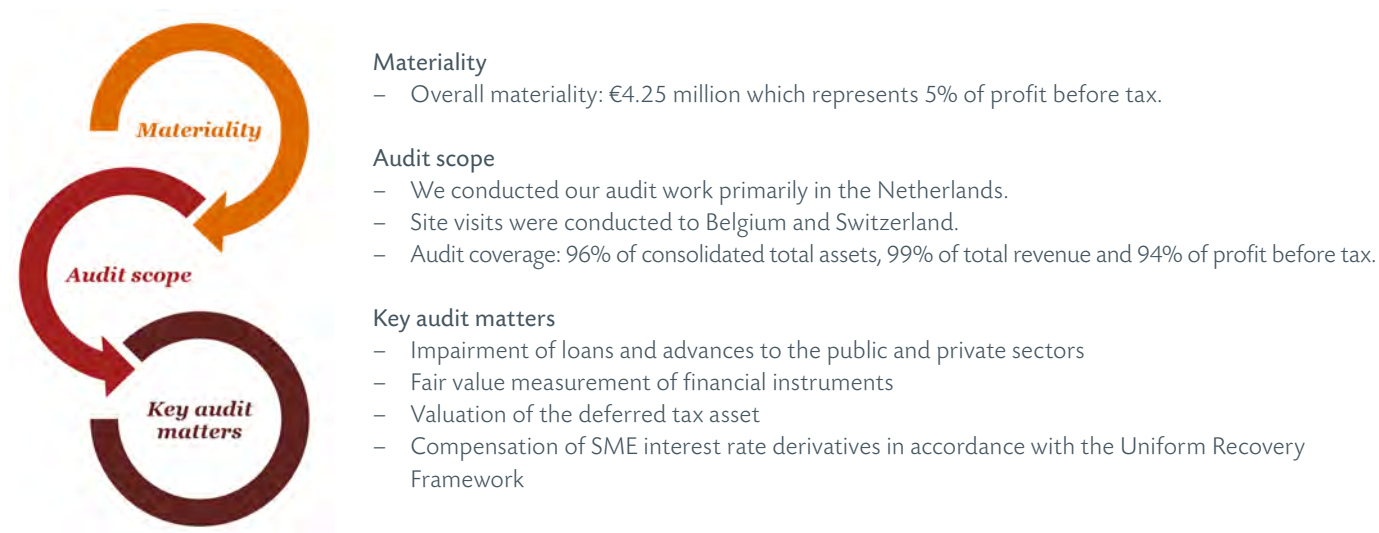 Materiality
Audit scope
Key audit
matters
Materiality
– Overall materiality: €4.25 million which represents 5% of profit before tax.
Audit scope
– We conducted our audit work primarily in the Netherlands.
– Site visits were conducted to Belgium and Switzerland.
– Audit coverage: 96% of consolidated total assets, 99% of total revenue and 94% of profit before tax.
Key audit matters
– Impairment of loans and advances to the public and private sectors
– Fair value measurement of financial instruments
– Valuation of the deferred tax asset
– Compensation of SME interest rate derivatives in accordance with the Uniform Recovery
Framework